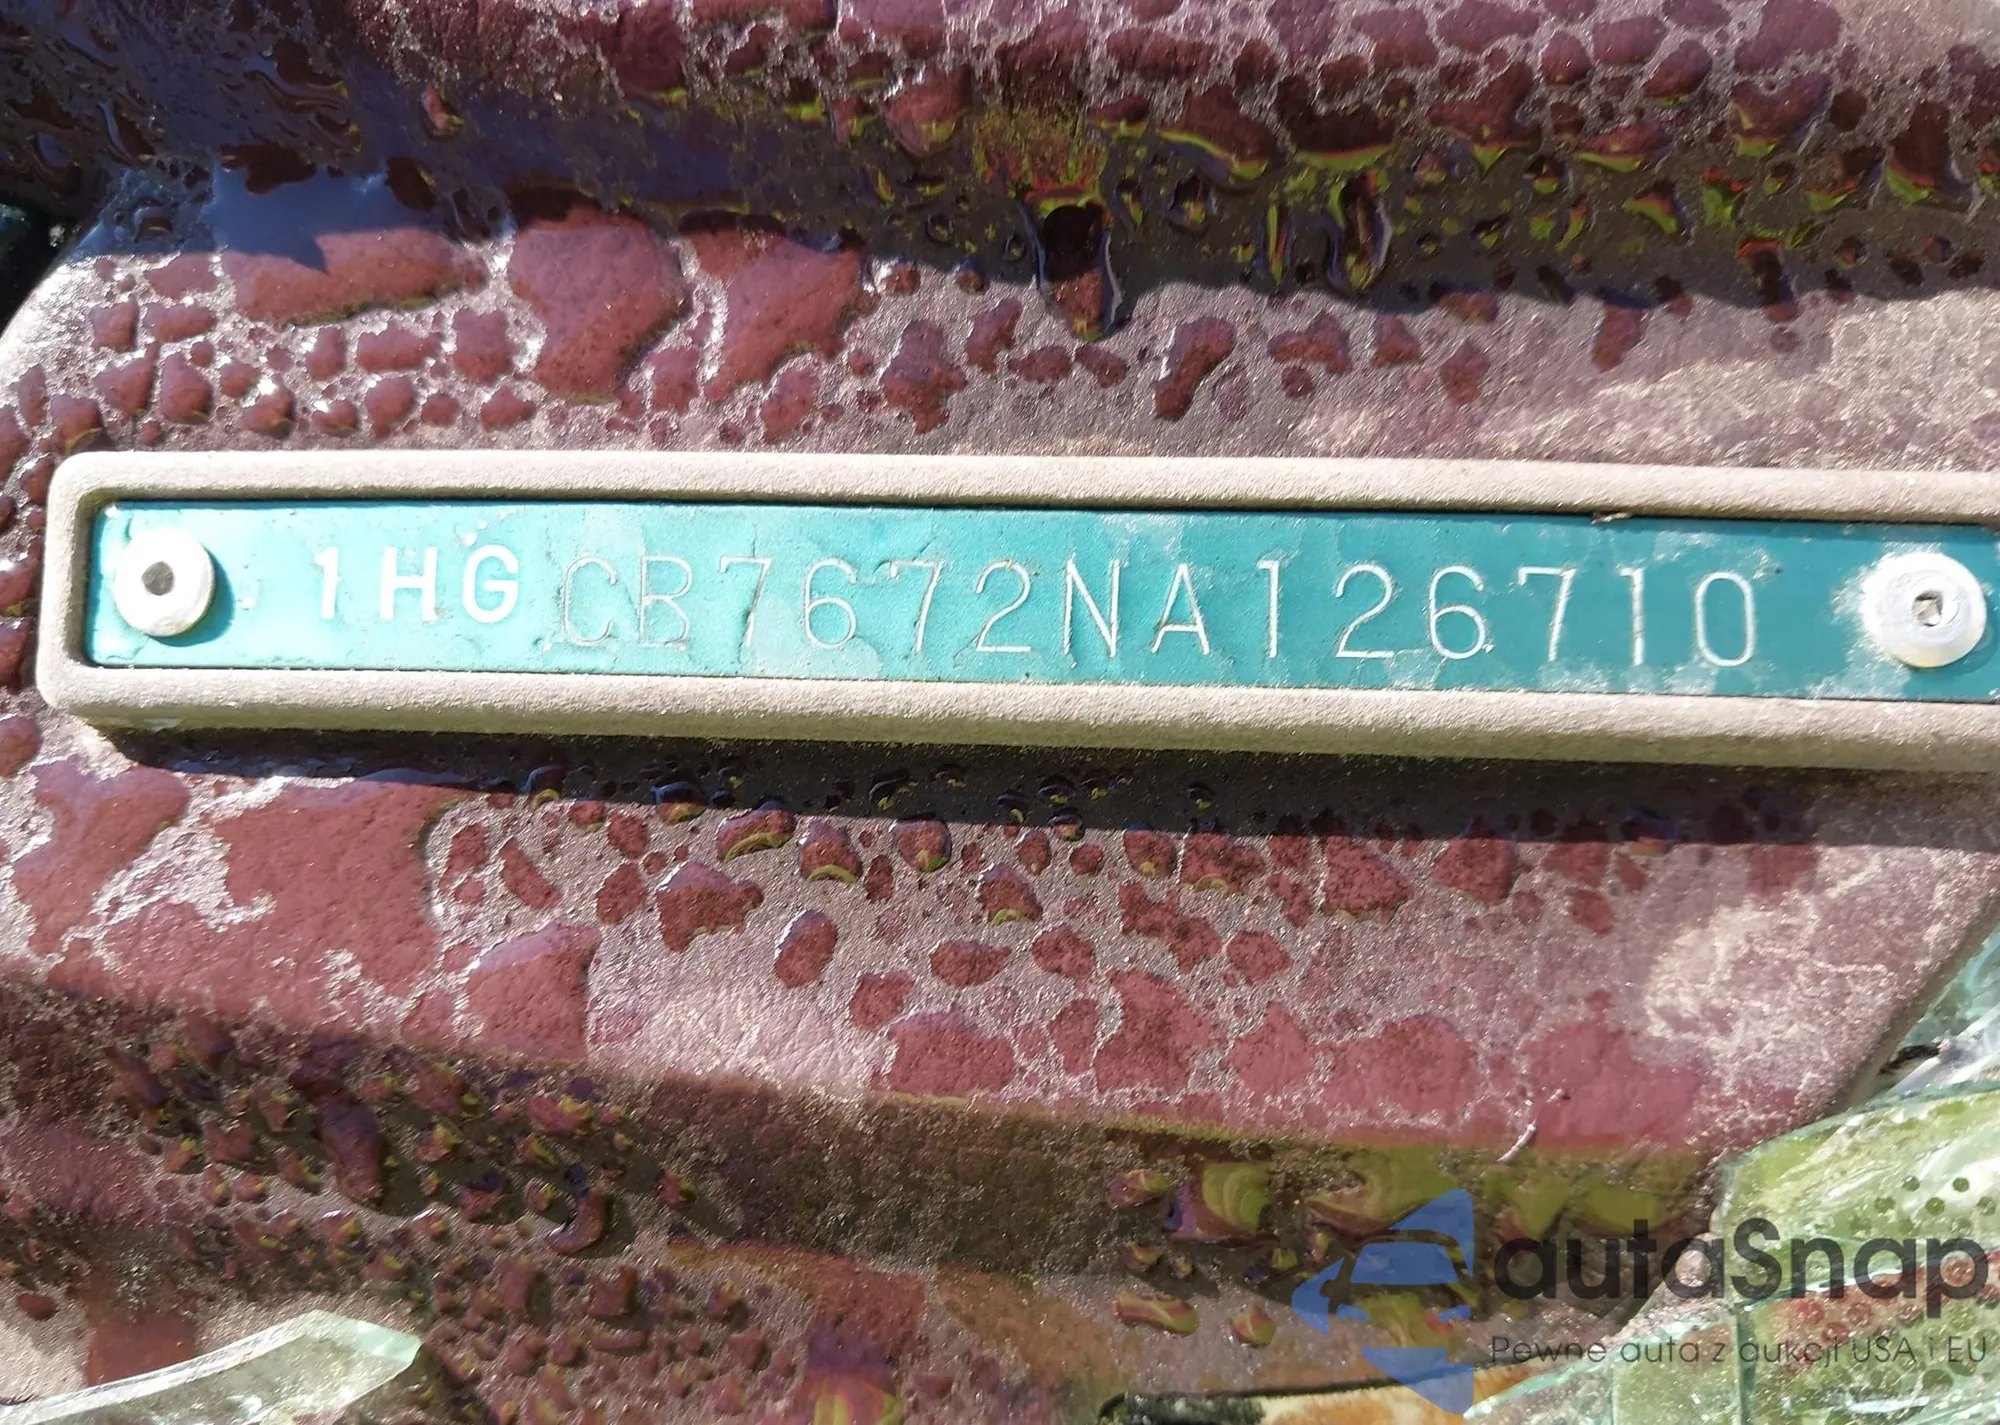 1HGCB7672NA126710
autaSnap
Pewne auta z aukcji USA i EU